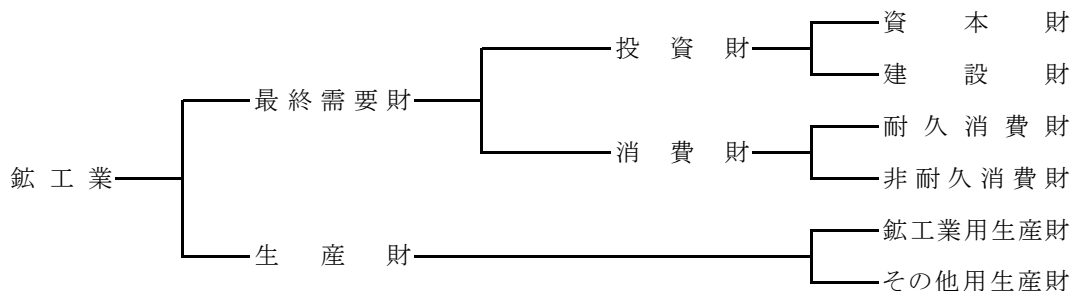 資本財
投資財
建設財
最終需要財
耐久消費財
消費財
鉱工業
非耐久消費財
鉱工業用生産財
生産財
その他用生産財